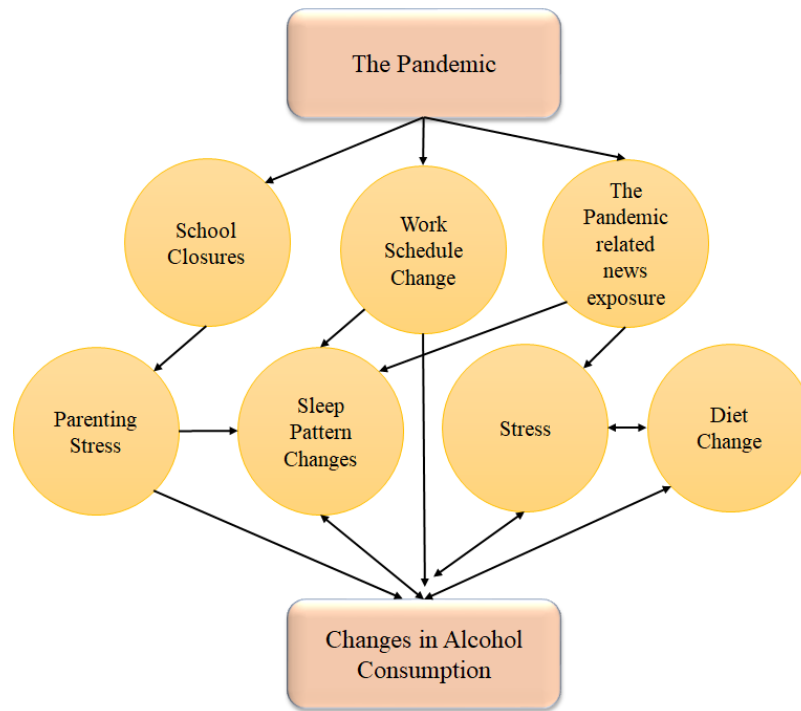 The Pandemic
School
Closures
Work
Schedule
Change
The
Pandemic
related
news
exposure
Parenting
Stress
Sleep
Pattern
Changes
Stress
Diet
Change
Changes in Alcohol
Consumption